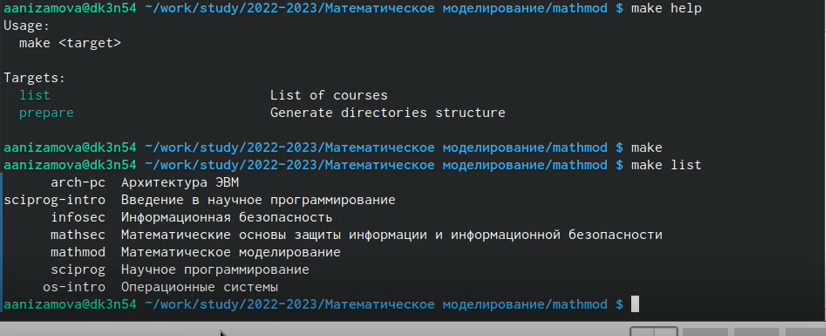 aanizamova@dk3n54 ~/work/study/2022-2023/Математическое моделирование/mathmod $ make help
Usage:
  make <target>

Targets:
  list                            List of courses
  prepare                         Generate directories structure

aanizamova@dk3n54 ~/work/study/2022-2023/Математическое моделирование/mathmod $ make
aanizamova@dk3n54 ~/work/study/2022-2023/Математическое моделирование/mathmod $ make list
      arch-pc  Архитектура ЭВМ
sciprog-intro  Введение в научное программирование
      infosec  Информационная безопасность
      mathsec  Математические основы защиты информации и информационной безопасности
      mathmod  Математическое моделирование
      sciprog  Научное программирование
     os-intro  Операционные системы
aanizamova@dk3n54 ~/work/study/2022-2023/Математическое моделирование/mathmod $